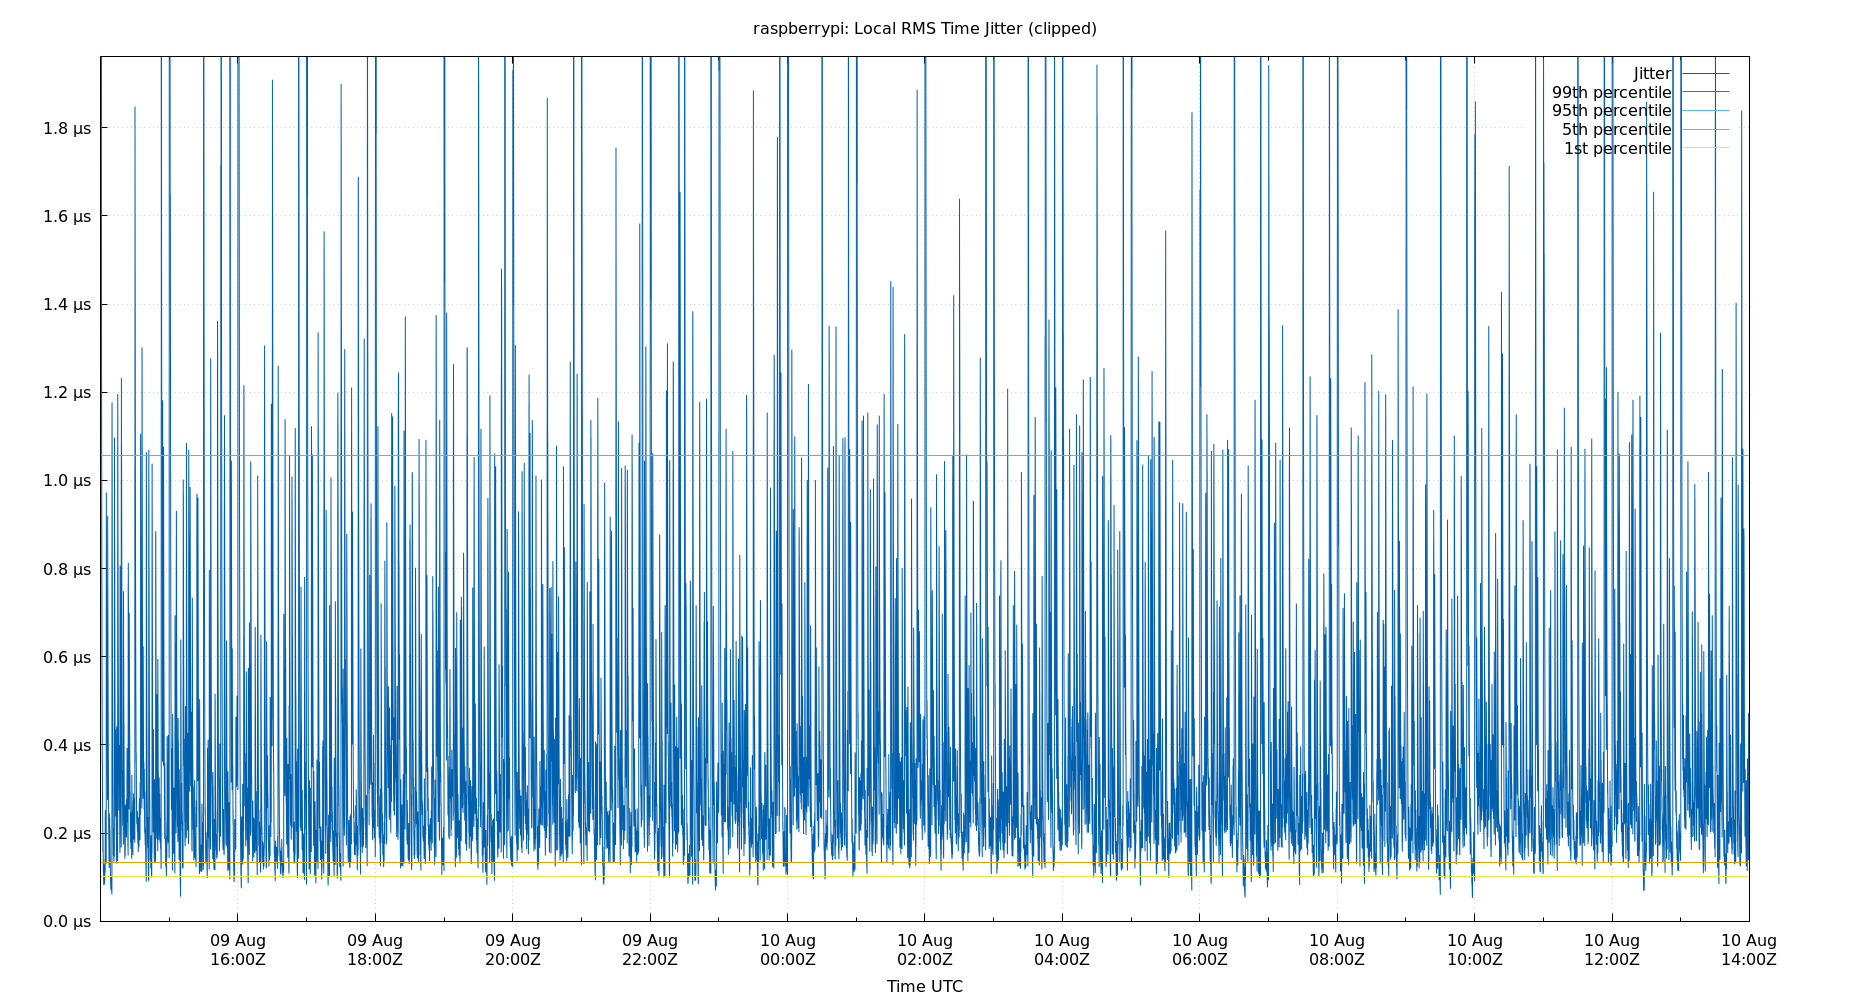 raspberrypi: Local RMS Time Jitter (clipped)
Jitter
99th percentile
95th percentile
5th percentile
1st percentile
1.8 µs
1.6 µs
1.4 µs
1.2 µs
1.0 µs
0.8 µs
0.6 µs
0.4 µs
0.2 µs
0.0 µs
09 Aug 09 Aug 09 Aug 09 Aug 10 Aug 10 Aug 10 Aug 10 Aug 10 Aug 10 Aug 10 Aug 10 Aug
16:00Z 18:00Z 20:00Z 22:00Z 00:00Z 02:00Z 04:00Z 06:00Z 08:00Z 10:00Z 12:00Z 14:00Z
Time UTC